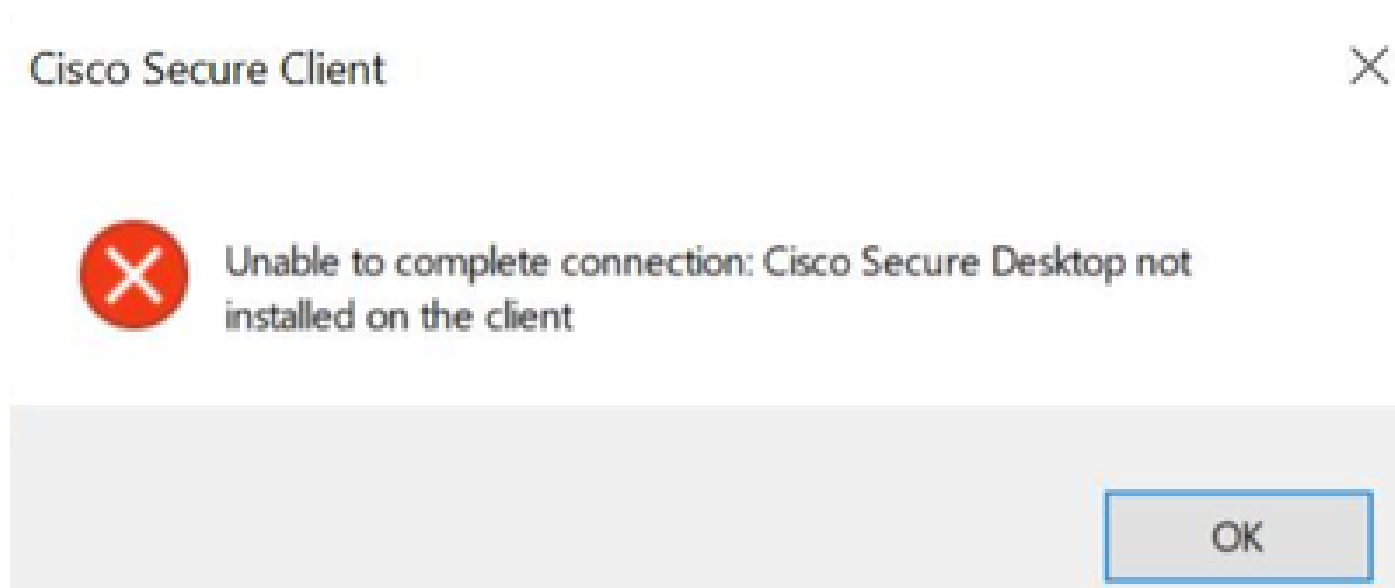 Cisco Secure Client
Unable to complete connection: Cisco Secure Desktop not
installed on the client
OK